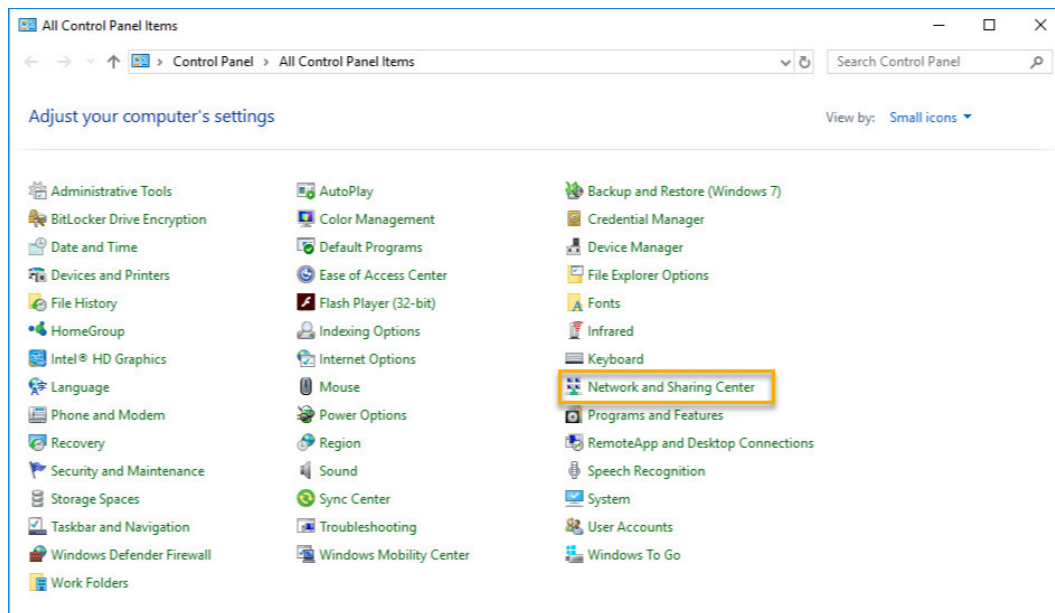 All Control Panel Items
Control Panel > All Control Panel Items
Search Control Panel
Adjust your computer's settings
View by: Small icons
Administrative Tools
AutoPlay
Backup and Restore (Windows 7)
BitLocker Drive Encryption
Color Management
Credential Manager
Date and Time
Default Programs
Device Manager
Devices and Printers
Ease of Access Center
File Explorer Options
File History
Flash Player (32-bit)
Fonts
HomeGroup
Indexing Options
Infrared
Intel® HD Graphics
Internet Options
Keyboard
Language
Mouse
Network and Sharing Center
Phone and Modem
Power Options
Programs and Features
Recovery
Region
RemoteApp and Desktop Connections
Security and Maintenance
Sound
Speech Recognition
Storage Spaces
Sync Center
System
Taskbar and Navigation
Troubleshooting
User Accounts
Windows Defender Firewall
Windows Mobility Center
Windows To Go
Work Folders